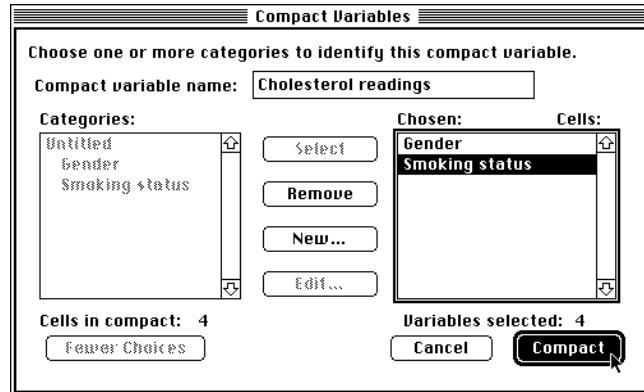 Compact Variables
Choose one or more categories to identify this compact variable.
Compact variable name: Cholesterol readings
Categories:
Chosen: Cells:
Untitled
Gender
Smoking status
Select
Remove
New...
Edit...
Gender
Smoking status
Cells in compact: 4
Variables selected: 4
Fewer Choices
Cancel
Compact